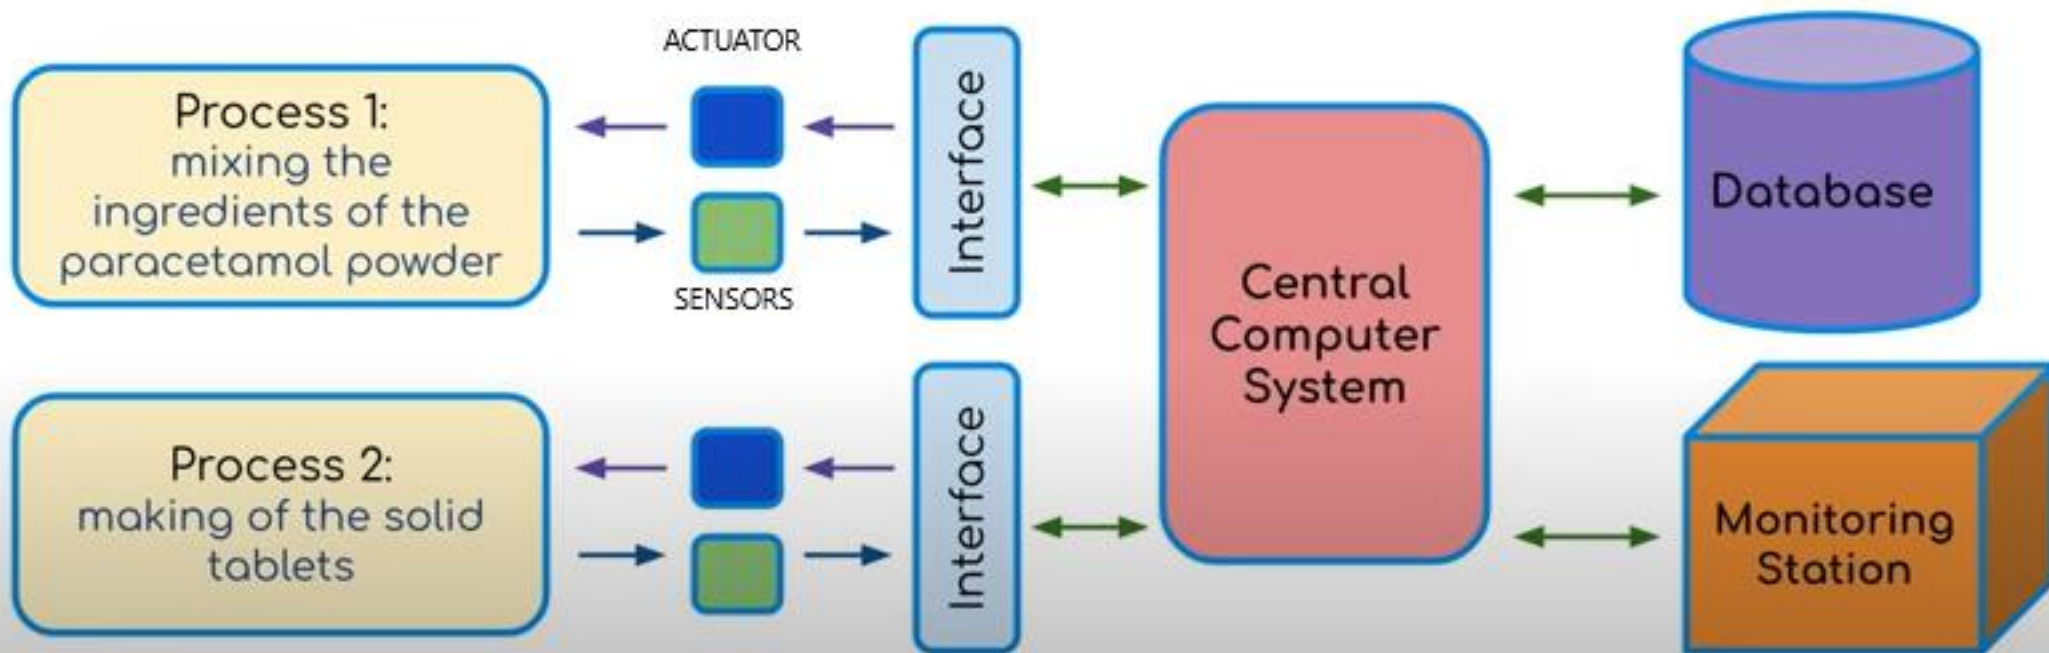 ACTUATOR
Process 1:
mixing the
ingredients of the
paracetamol powder
SENSORS
Interface
Central
Computer
System
Database
Process 2:
making of the solid
tablets
Interface
Monitoring
Station